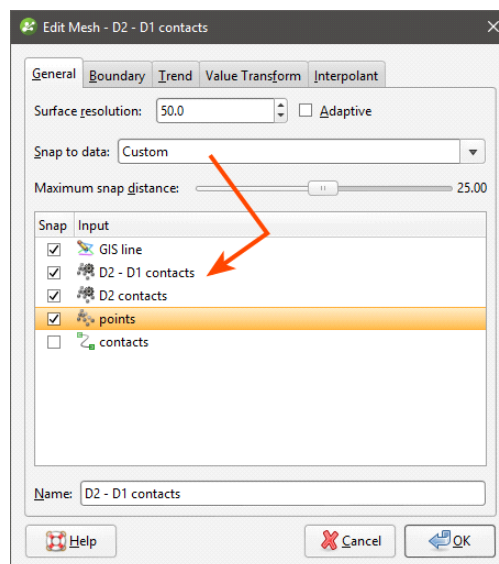 Edit Mesh - D2 - D1 contacts
General Boundary Trend Value Transform Interpolant
Surface resolution: 50.0 Adaptive
Snap to data: Custom
Maximum snap distance: 25.00
Snap Input
GIS line
D2 - D1 contacts
D2 contacts
points
contacts
Name: D2 - D1 contacts
Help Cancel OK